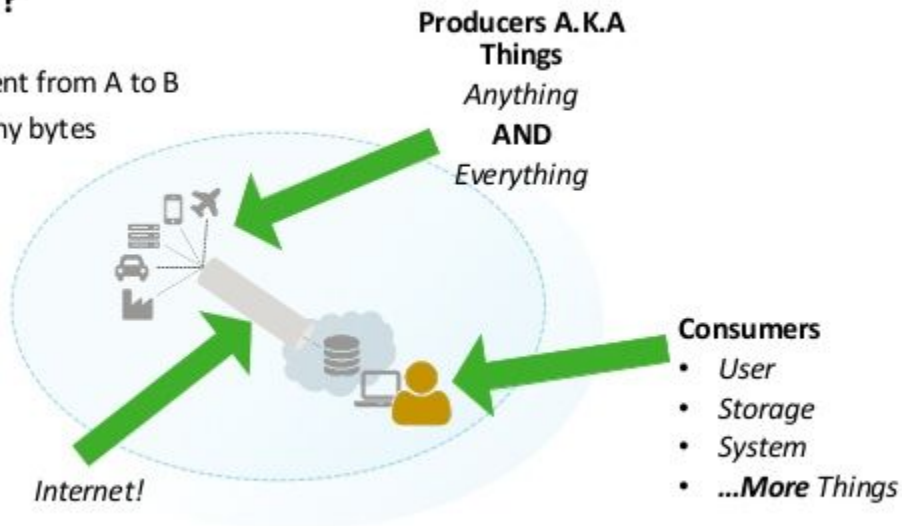 ?
Producers A.K.A
Things
Anything
AND
Everything
ent from A to B
ny bytes
Consumers
• User
• Storage
• System
• ...More Things
Internet!